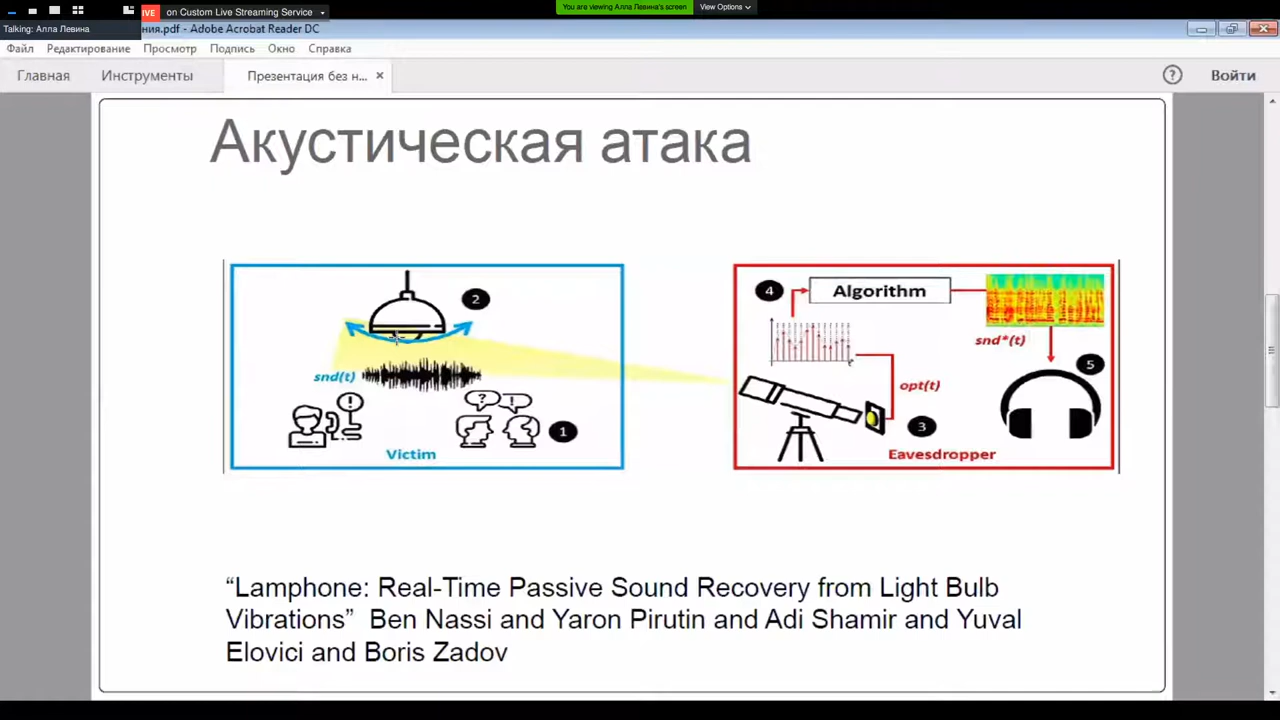 LIVE on Custom Live Streaming Service
You are viewing Алла Левина's screen View Options
Talking: Алла Левина
ния.pdf - Adobe Acrobat Reader DC
Файл Редактирование Просмотр Подпись Окно Справка
Главная Инструменты Презентация без н... × ? Войти
Акустическая атака
2
snd(t)
! ? ! 1
Victim
4 Algorithm
snd*(t)
t
5
opt(t)
3
Eavesdropper
“Lamphone: Real-Time Passive Sound Recovery from Light Bulb
Vibrations” Ben Nassi and Yaron Pirutin and Adi Shamir and Yuval
Elovici and Boris Zadov